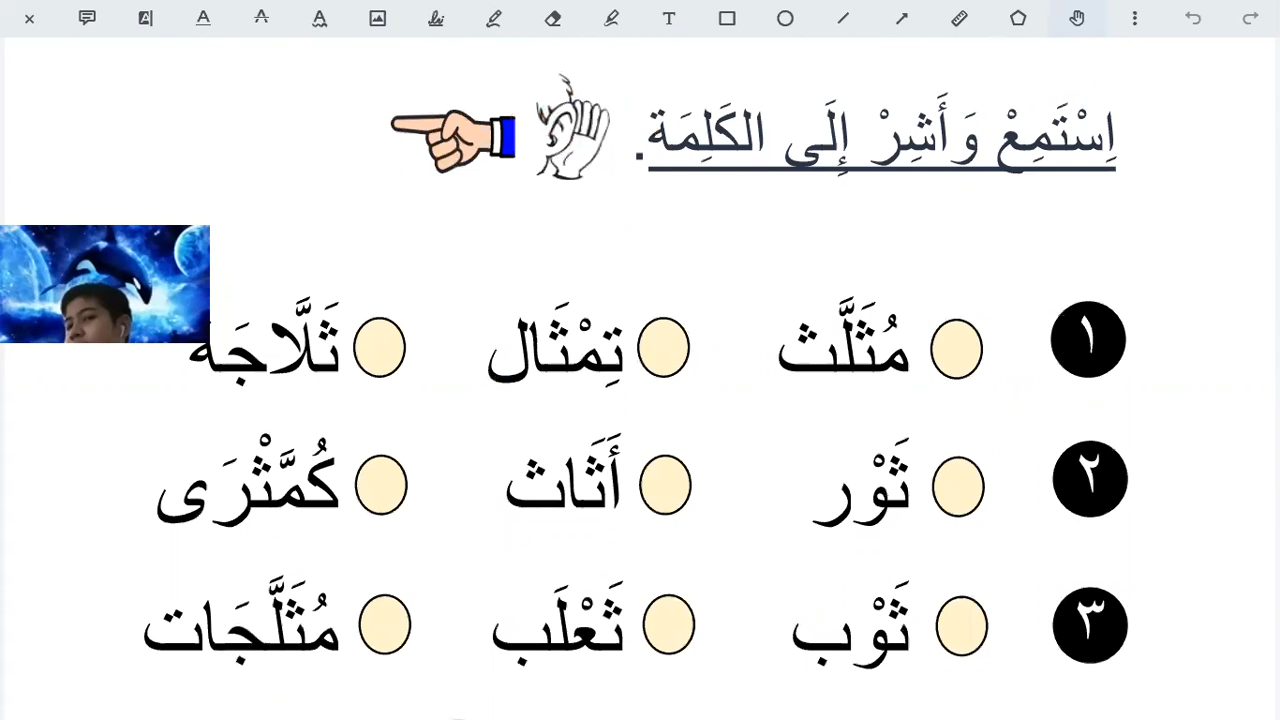 اِسْتَمِعْ وَأَشِرْ إِلَى الكَلِمَة.
١ مُثَلَّث تِمْثَال ثَلَّاجَة
٢ ثَوْر أَثَاث كُمَّثْرَى
٣ ثَوْب ثَعْلَب مُثَلَّجَات